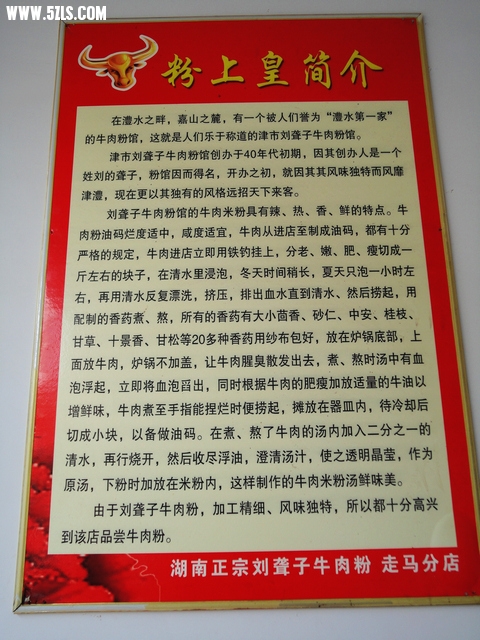 WWW.5ZLS.COM
粉上皇简介
在澧水之畔，嘉山之麓，有一个被人们誉为“澧水第一家”
的牛肉粉馆，这就是人们乐于称道的津市刘聋子牛肉粉馆。
津市刘聋子牛肉粉馆创办于40年代初期，因其创办人是一个
姓刘的聋子，粉馆因而得名，开办之初，就因其其风味独特而风靡
津澧，现在更以其独有的风格远招天下来客。
刘聋子牛肉粉馆的牛肉米粉具有辣、热、香、鲜的特点。牛
肉粉油码烂度适中，咸度适宜，牛肉从进店至制成油码，都有十分
严格的规定，牛肉进店立即用铁钓挂上，分老、嫩、肥、瘦切成一
斤左右的块子，在清水里浸泡，冬天时间稍长，夏天只泡一小时左
右，再用清水反复漂洗，挤压，排出血水直到清水、然后捞起，用
配制的香药煮、熬，所有的香药有大小茴香、砂仁、中安、桂枝、
甘草、十景香、甘松等20多种香药用纱布包好，放在炉锅底部，上
面放牛肉，炉锅不加盖，让牛肉腥臭散发出去，煮、熬时汤中有血
泡浮起，立即将血泡舀出，同时根据牛肉的肥瘦加放适量的牛油以
增鲜味，牛肉煮至手指能捏烂时便捞起，摊放在器皿内，待冷却后
切成小块，以备做油码。在煮、熬了牛肉的汤内加入二分之一的
清水，再行烧开，然后收尽浮油，澄清汤汁，使之透明晶莹，作为
原汤，下粉时加放在米粉内，这样制作的牛肉米粉汤鲜味美。
由于刘聋子牛肉粉，加工精细、风味独特，所以都十分高兴
到该店品尝牛肉粉。
湖南正宗刘聋子牛肉粉 走马分店